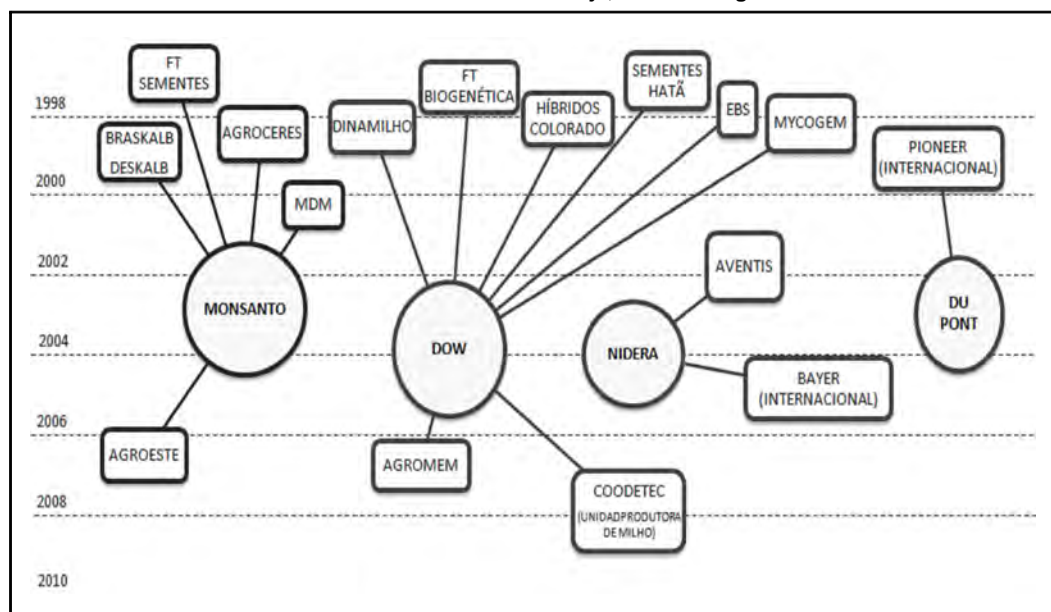 FT
SEMENTES
1998
BRASKALB
DESKALB
AGROCERES
DINAMILHO
FT
BIOGENÉTICA
HÍBRIDOS
COLORADO
SEMENTES
HATÃ
EBS
MYCOGEM
PIONEER
(INTERNACIONAL)
2000
MDM
2002
MONSANTO
AVENTIS
DOW
NIDERA
DU
PONT
2004
BAYER
(INTERNACIONAL)
2006
AGROESTE
AGROMEM
COODETEC
(UNIDADPRODUTORA
DE MILHO)
2008
2010